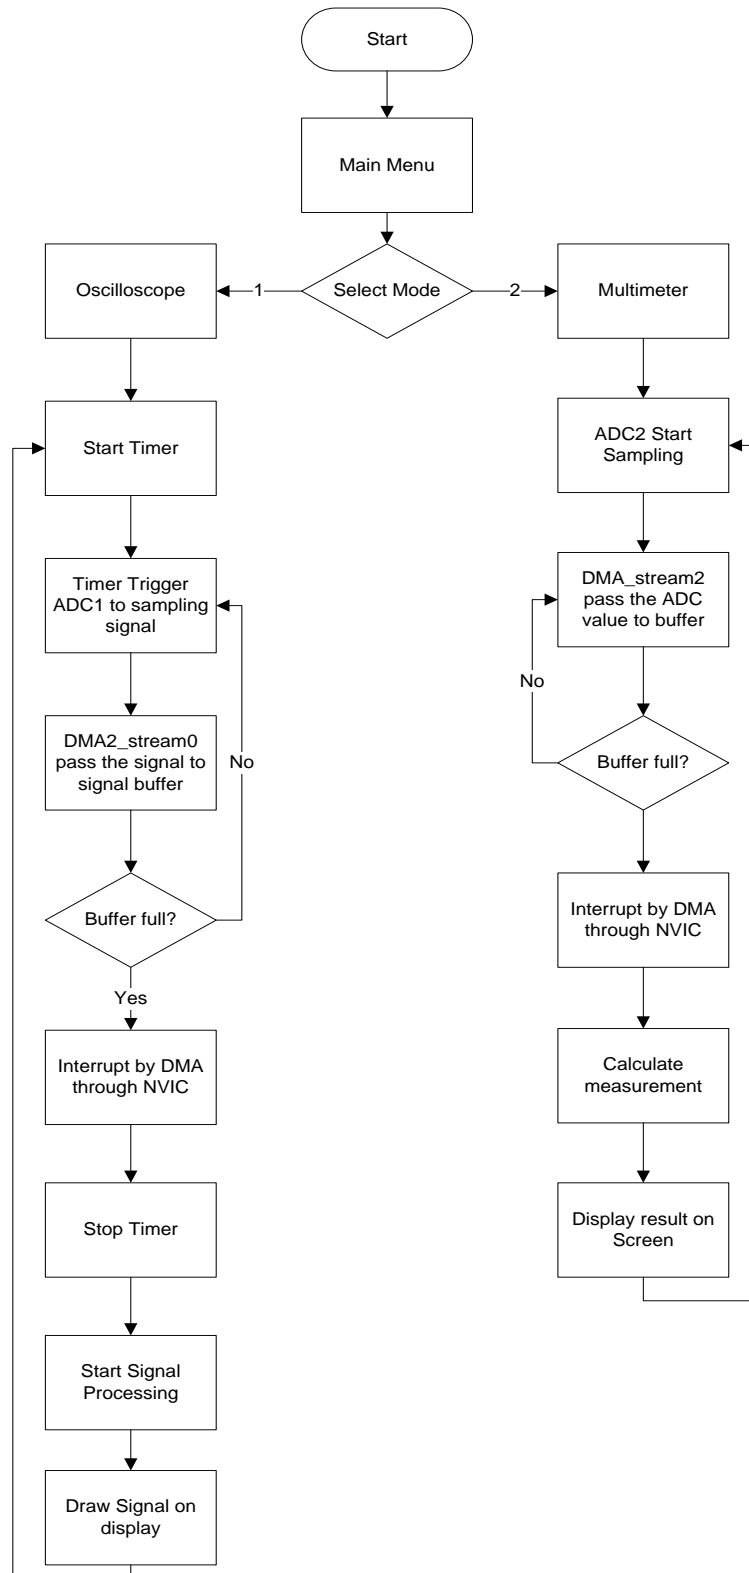 Start
Main Menu
Select Mode
1
2
Oscilloscope
Start Timer
Timer Trigger
ADC1 to sampling
signal
DMA2_stream0
pass the signal to
signal buffer
No
Buffer full?
Yes
Interrupt by DMA
through NVIC
Stop Timer
Start Signal
Processing
Draw Signal on
display
Multimeter
ADC2 Start
Sampling
DMA_stream2
pass the ADC
value to buffer
No
Buffer full?
Interrupt by DMA
through NVIC
Calculate
measurement
Display result on
Screen